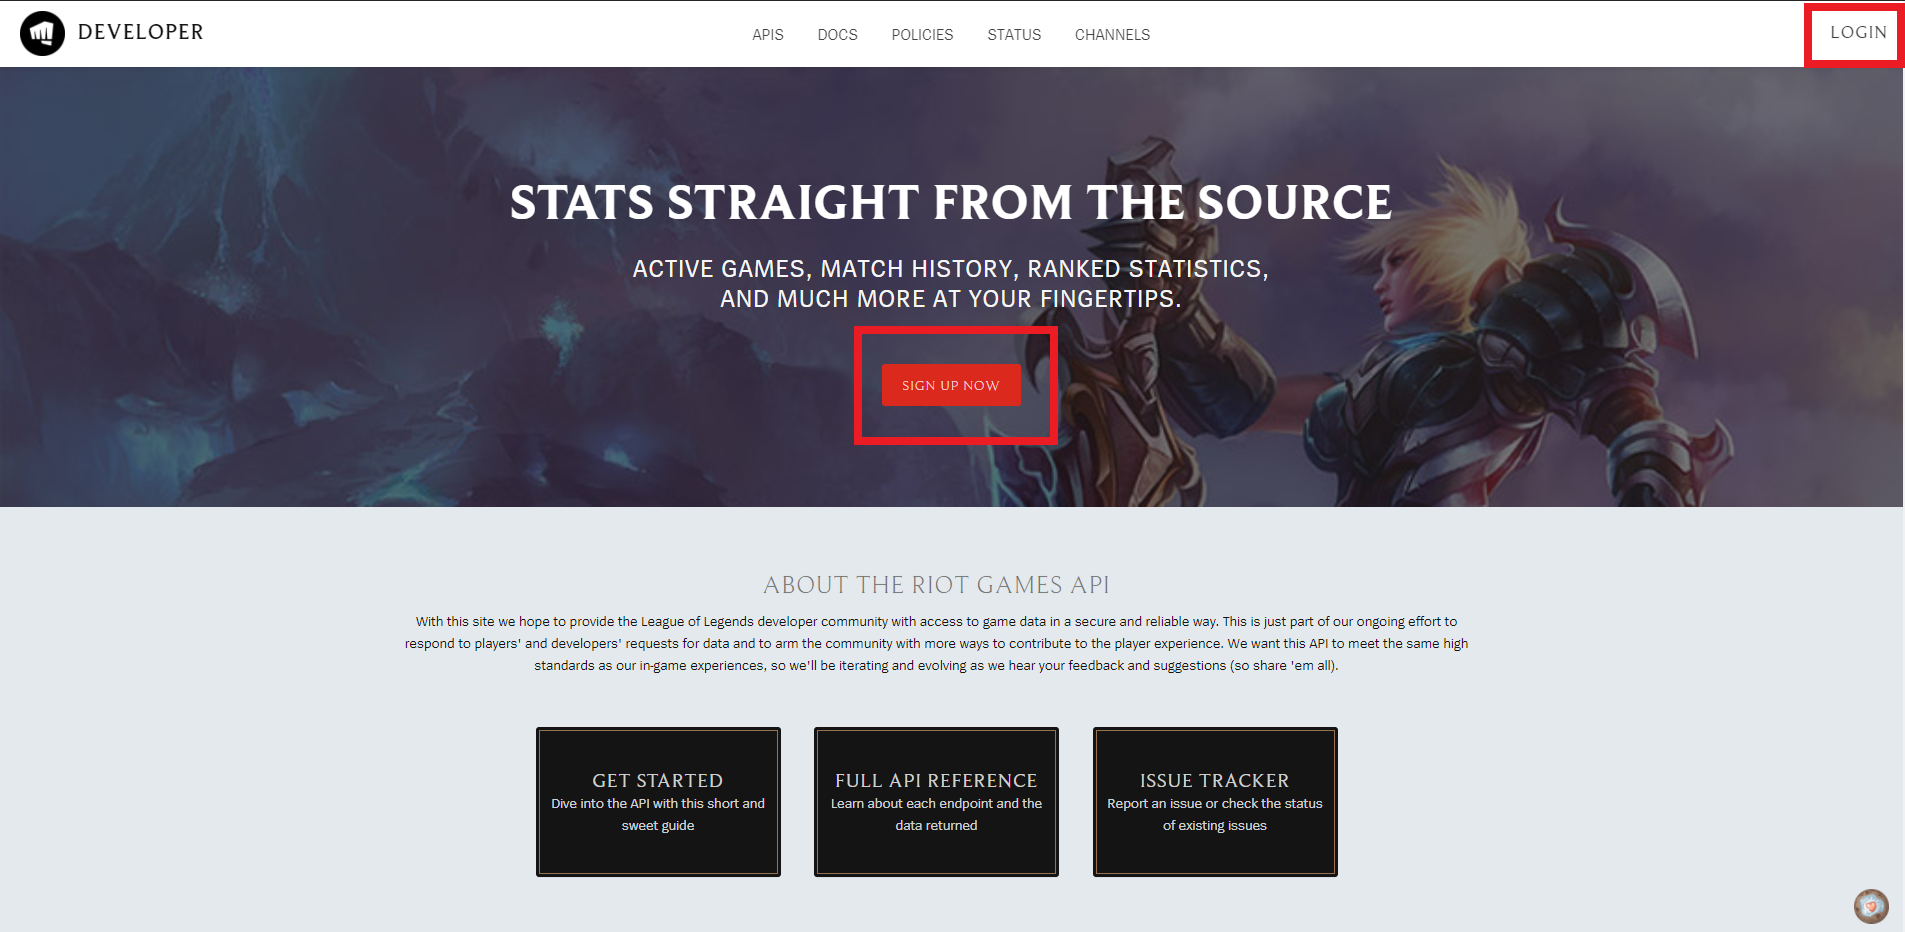 DEVELOPER
APIS DOCS POLICIES STATUS CHANNELS
LOGIN
STATS STRAIGHT FROM THE SOURCE
ACTIVE GAMES, MATCH HISTORY, RANKED STATISTICS,
AND MUCH MORE AT YOUR FINGERTIPS.
SIGN UP NOW
ABOUT THE RIOT GAMES API
With this site we hope to provide the League of Legends developer community with access to game data in a secure and reliable way. This is just part of our ongoing effort to
respond to players' and developers' requests for data and to arm the community with more ways to contribute to the player experience. We want this API to meet the same high
standards as our in-game experiences, so we'll be iterating and evolving as we hear your feedback and suggestions (so share 'em all).
GET STARTED
Dive into the API with this short and
sweet guide
FULL API REFERENCE
Learn about each endpoint and the
data returned
ISSUE TRACKER
Report an issue or check the status
of existing issues